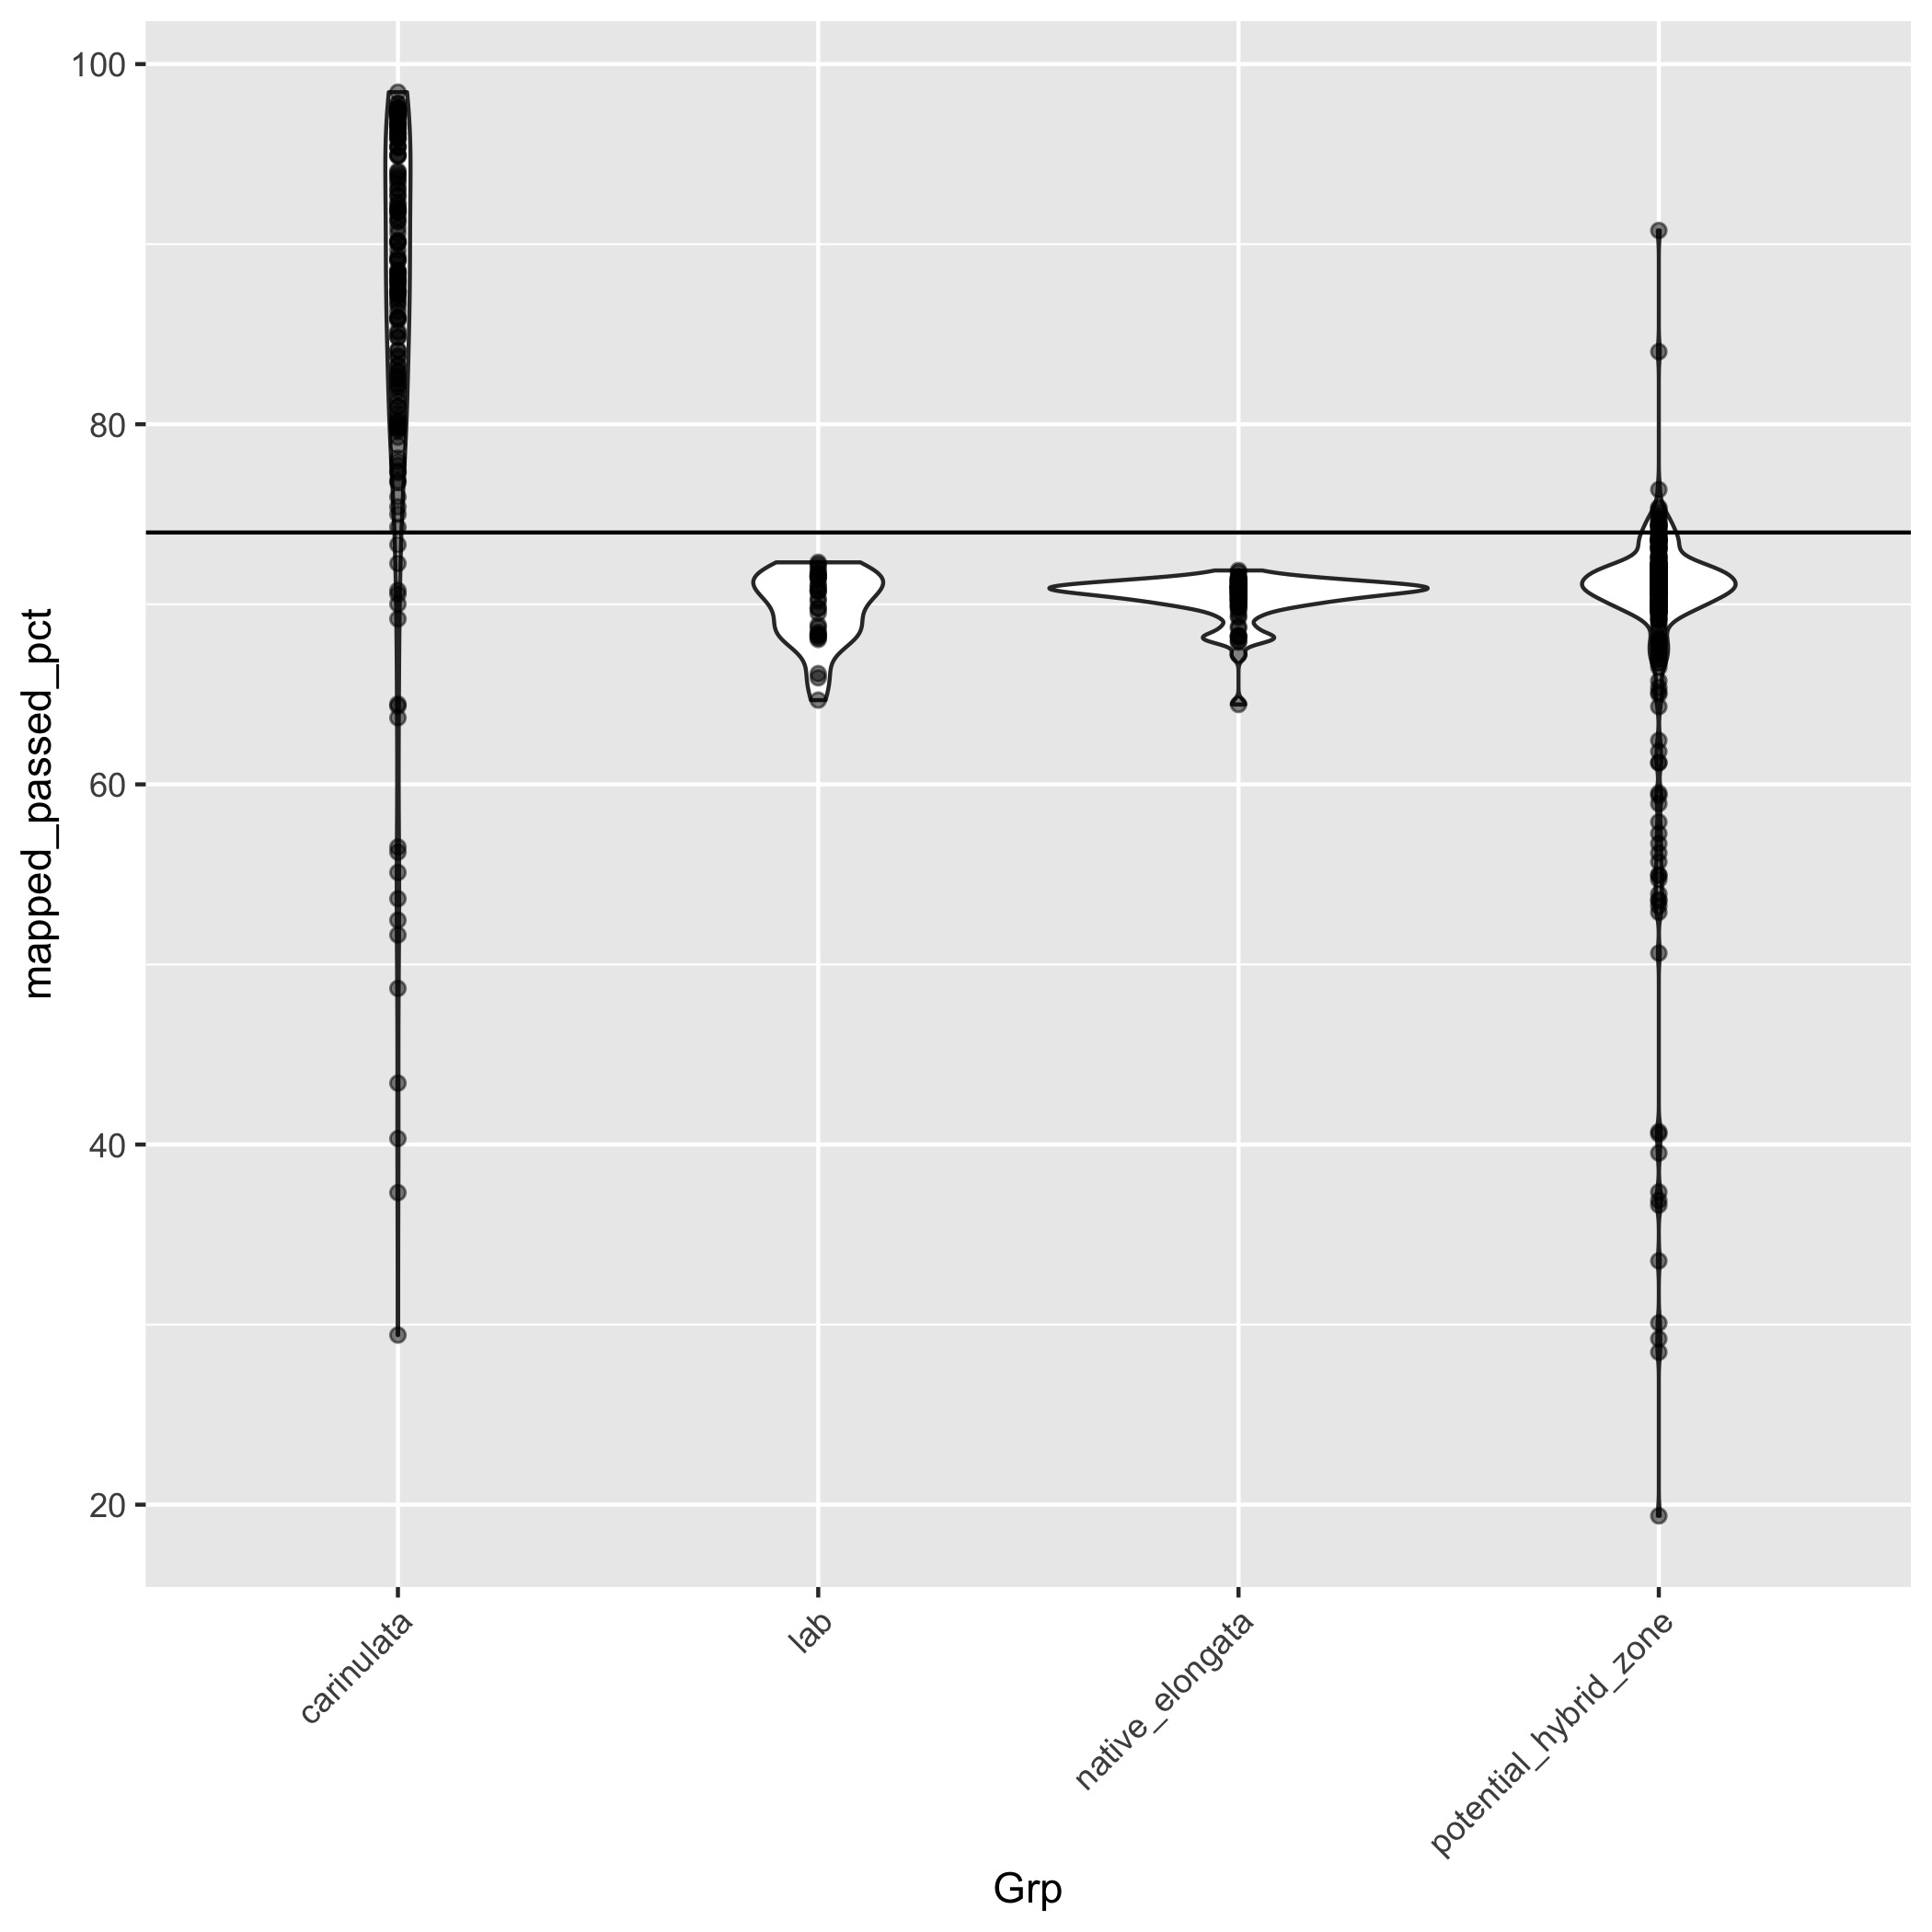 mapped_passed_pct
100
80
60
40
20
carinulata
lab
native_elongata
potential_hybrid_zone
Grp